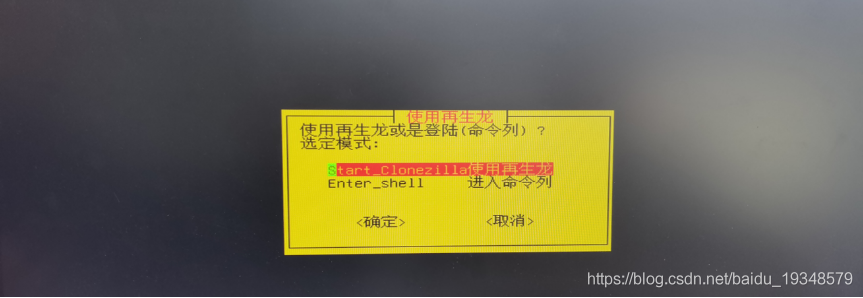 使用再生龙
使用再生龙或是登陆(命令列) ?
选定模式:
Start_Clonezilla使用再生龙
Enter_shell 进入命令列
<确定> <取消>
https://blog.csdn.net/baidu_19348579